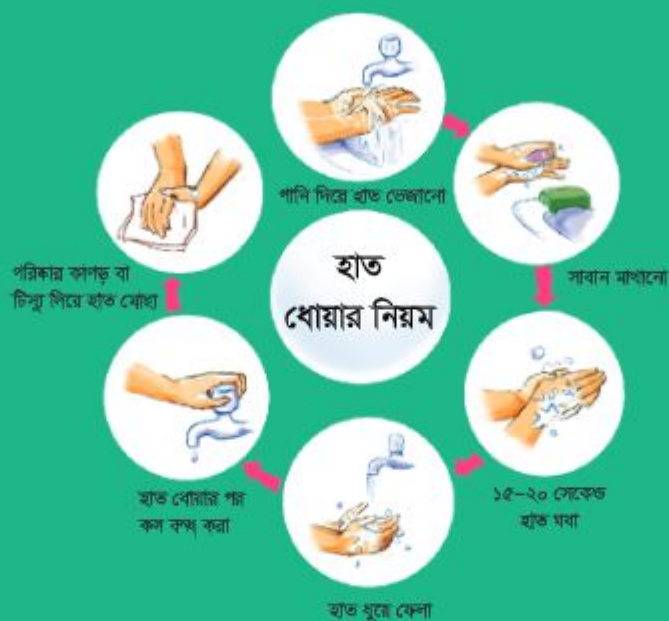 হাত
ধোয়ার নিয়ম
পানি দিয়ে হাত ভেজানো
সাবান মাখানো
১৫–২০ সেকেন্ড
হাত ঘষা
হাত ধুয়ে ফেলা
হাত ধোয়ার পর
কল বন্ধ করা
পরিষ্কার কাপড় বা
টিস্যু দিয়ে হাত মোছা